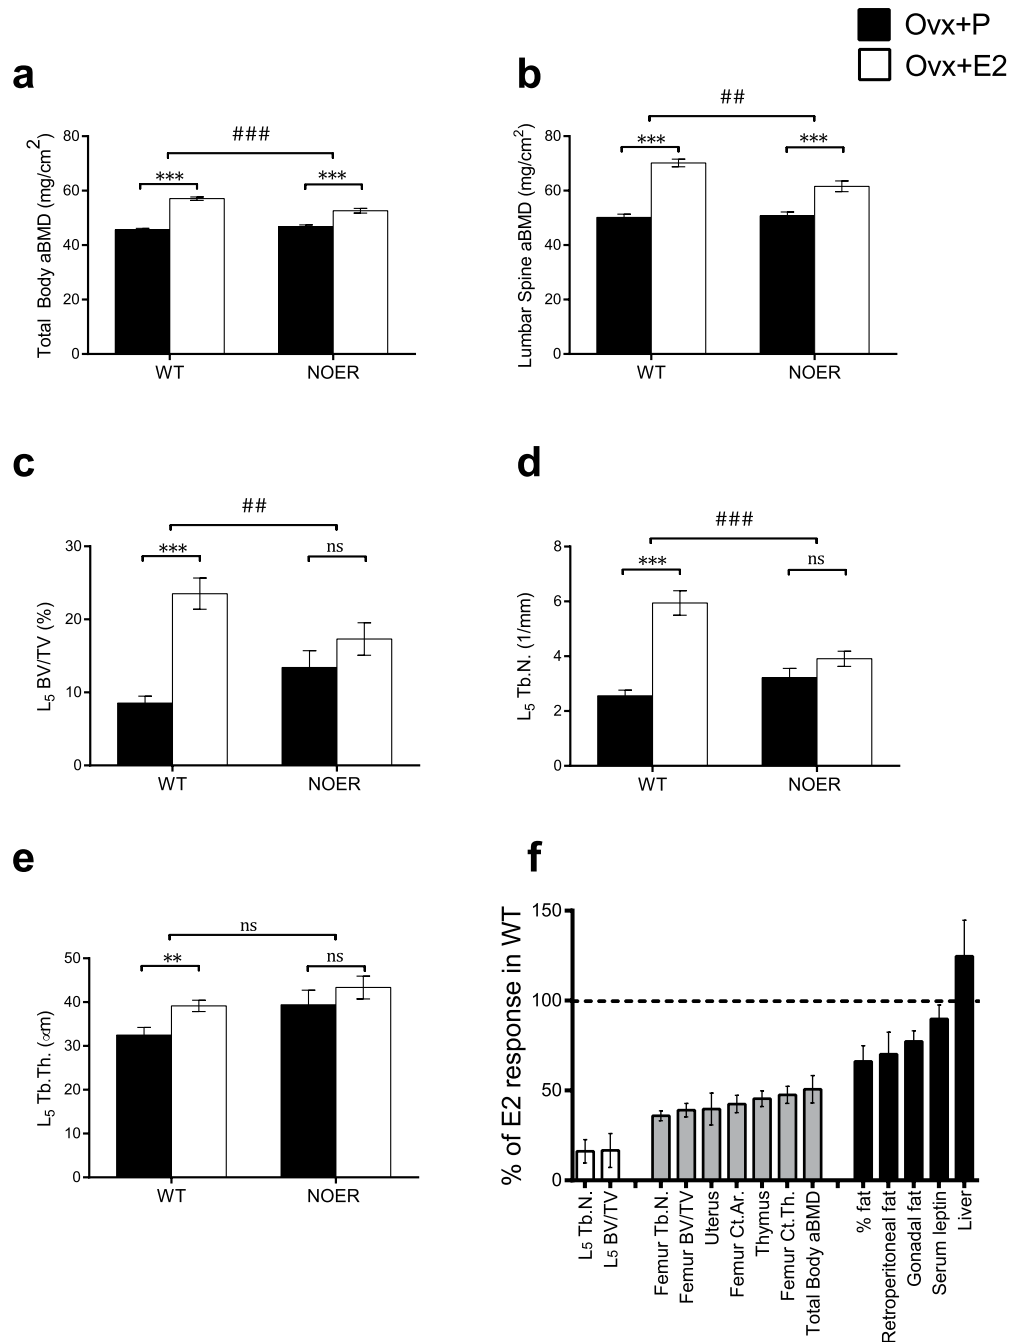 Ovx+P
Ovx+E2
a
###
***
***
Total Body aBMD (mg/cm²)
80
60
40
20
0
WT
NOER
b
##
***
***
Lumbar Spine aBMD (mg/cm²)
80
60
40
20
0
WT
NOER
c
##
***
ns
L₅ BV/TV (%)
30
20
10
0
WT
NOER
d
###
***
ns
L₅ Tb.N. (1/mm)
8
6
4
2
0
WT
NOER
e
ns
**
ns
L₅ Tb.Th. (∝m)
50
40
30
20
10
0
WT
NOER
f
% of E2 response in WT
150
100
50
0
L₅ Tb.N.
L₅ BV/TV
Femur Tb.N.
Femur BV/TV
Uterus
Femur Ct.Ar.
Thymus
Femur Ct.Th.
Total Body aBMD
% fat
Retroperitoneal fat
Gonadal fat
Serum leptin
Liver